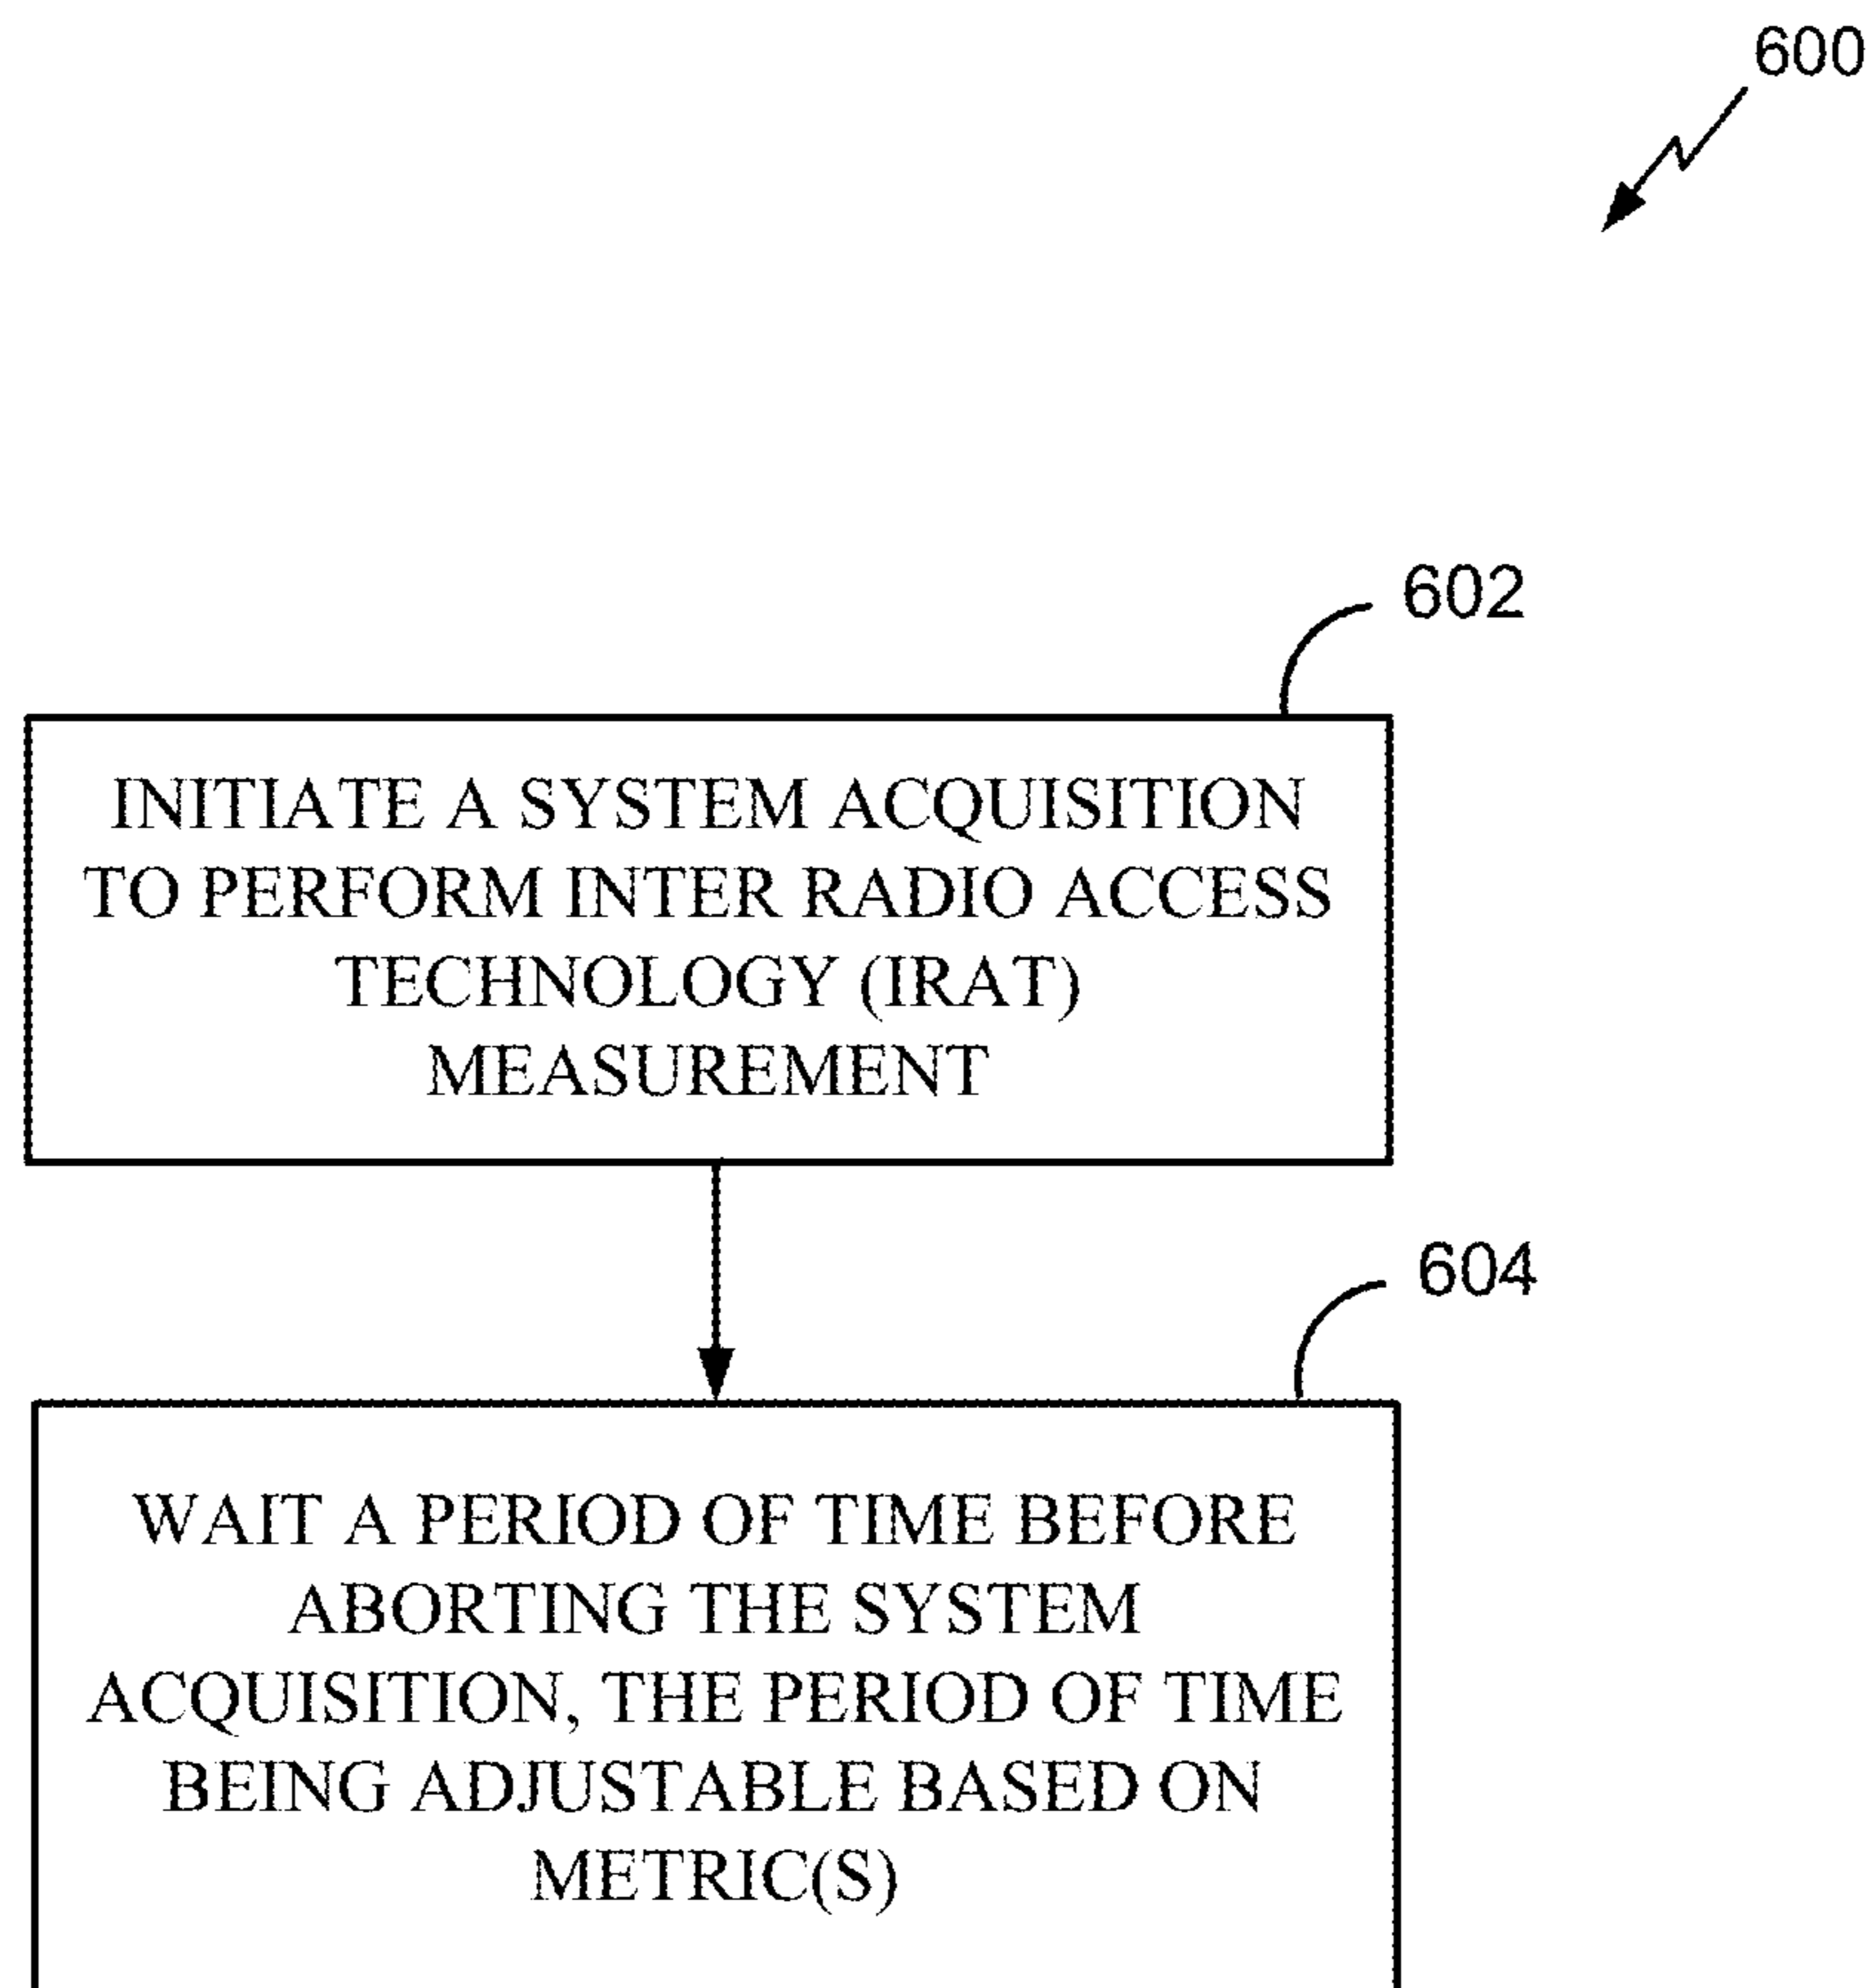 600
602
INITIATE A SYSTEM ACQUISITION
TO PERFORM INTER RADIO ACCESS
TECHNOLOGY (IRAT)
MEASUREMENT
604
WAIT A PERIOD OF TIME BEFORE
ABORTING THE SYSTEM
ACQUISITION, THE PERIOD OF TIME
BEING ADJUSTABLE BASED ON
METRIC(S)